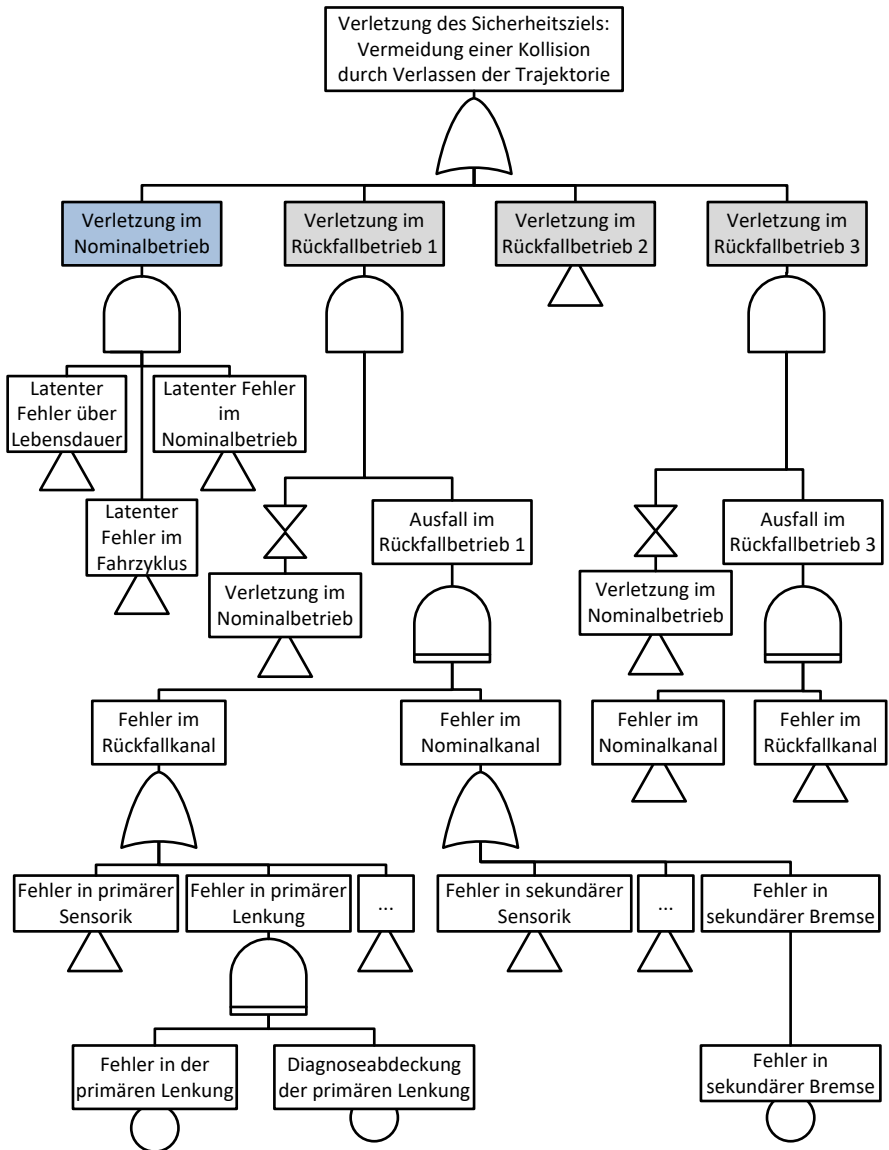 Verletzung des Sicherheitsziels:
Vermeidung einer Kollision
durch Verlassen der Trajektorie
Verletzung im
Nominalbetrieb
Verletzung im
Rückfallbetrieb 1
Verletzung im
Rückfallbetrieb 2
Verletzung im
Rückfallbetrieb 3
Latenter
Fehler über
Lebensdauer
Latenter Fehler
im
Nominalbetrieb
Latenter
Fehler im
Fahrzyklus
Verletzung im
Nominalbetrieb
Ausfall im
Rückfallbetrieb 1
Verletzung im
Nominalbetrieb
Ausfall im
Rückfallbetrieb 3
Fehler im
Rückfallkanal
Fehler im
Nominalkanal
Fehler im
Nominalkanal
Fehler im
Rückfallkanal
Fehler in primärer
Sensorik
Fehler in primärer
Lenkung
...
Fehler in sekundärer
Sensorik
...
Fehler in
sekundärer Bremse
Fehler in der
primären Lenkung
Diagnoseabdeckung
der primären Lenkung
Fehler in
sekundärer Bremse